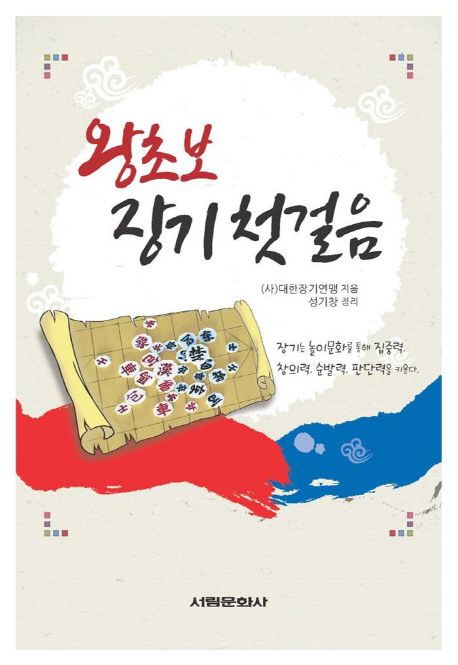 왕초보
장기 첫걸음
(사)대한장기연맹 지음
성기창 정리
장기는 놀이문화를 통해 집중력,
창의력, 순발력, 판단력을 키운다.
서림문화사